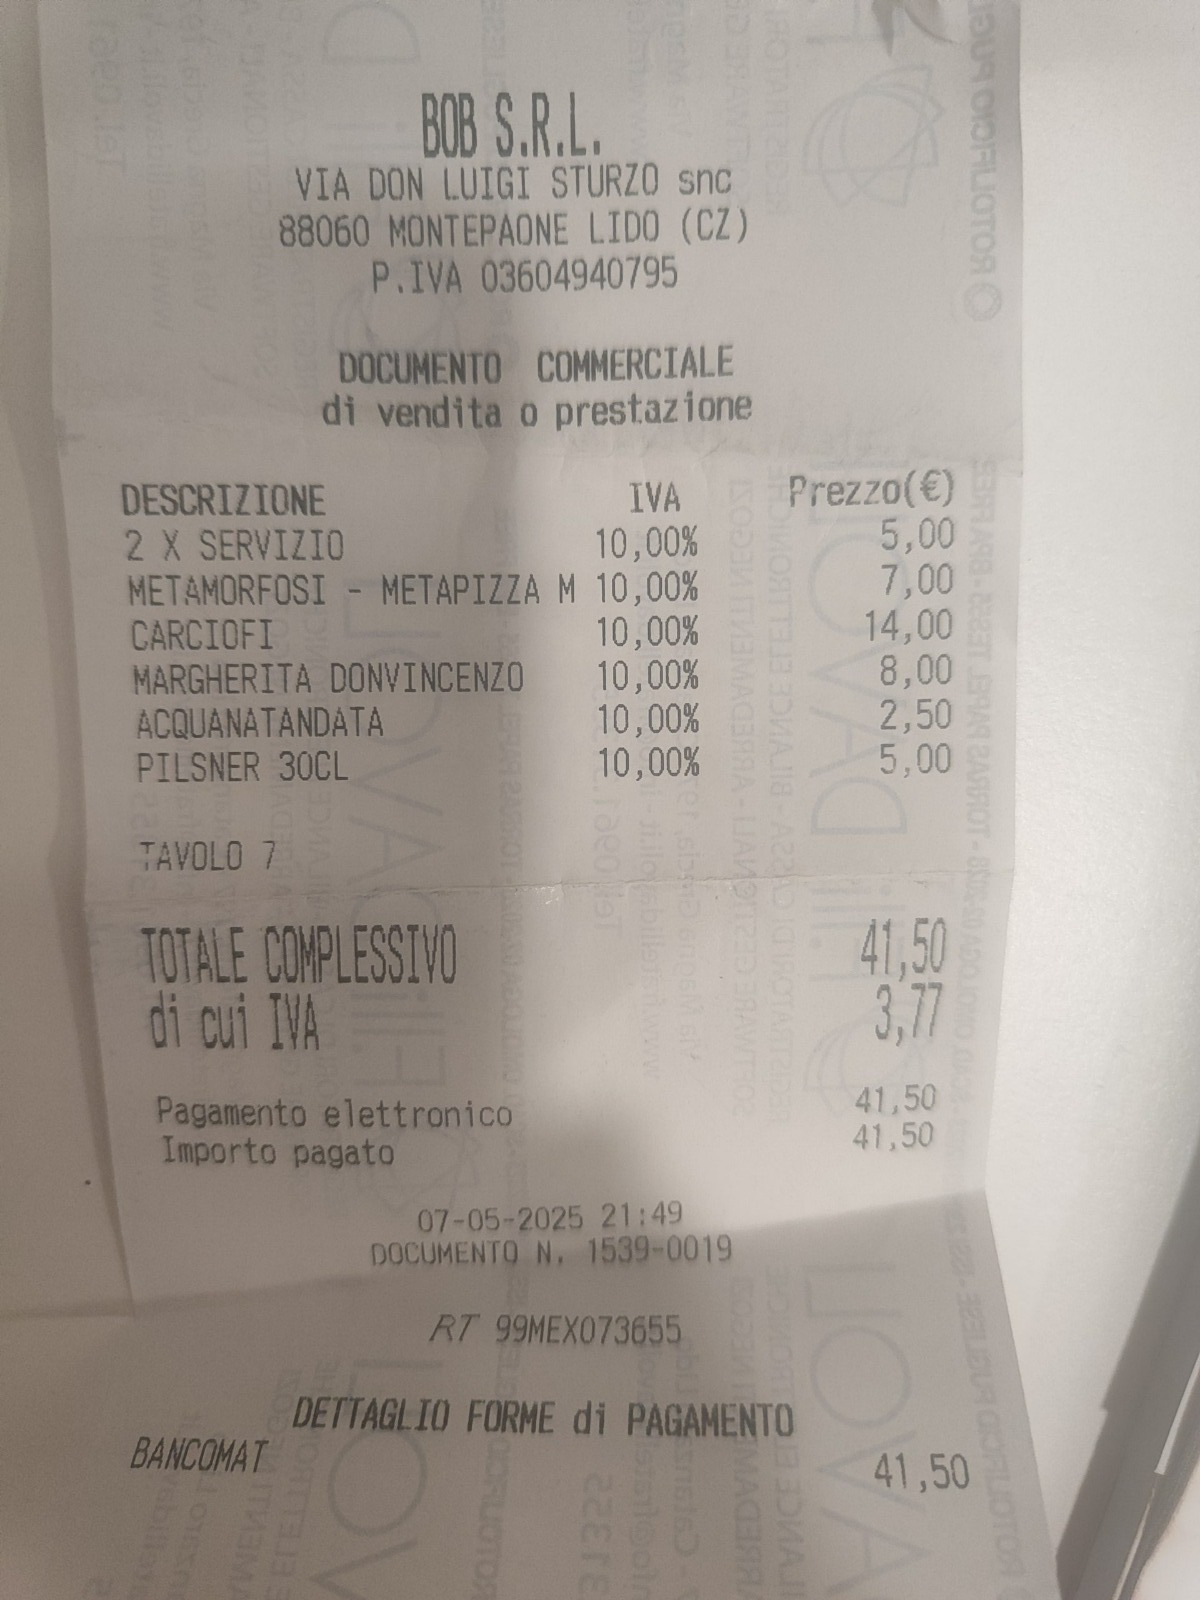 BOB S.R.L.
VIA DON LUIGI STURZO snc
88060 MONTEPAONE LIDO (CZ)
P.IVA 03604940795
DOCUMENTO COMMERCIALE
di vendita o prestazione
DESCRIZIONE IVA Prezzo(€)
2 X SERVIZIO 10,00% 5,00
METAMORFOSI - METAPIZZA M 10,00% 7,00
CARCIOFI 10,00% 14,00
MARGHERITA DONVINCENZO 10,00% 8,00
ACQUANATANDATA 10,00% 2,50
PILSNER 30CL 10,00% 5,00
TAVOLO 7
TOTALE COMPLESSIVO 41,50
di cui IVA 3,77
Pagamento elettronico 41,50
Importo pagato 41,50
07-05-2025 21:49
DOCUMENTO N. 1539-0019
RT 99MEX073655
DETTAGLIO FORME di PAGAMENTO
BANCOMAT 41,50